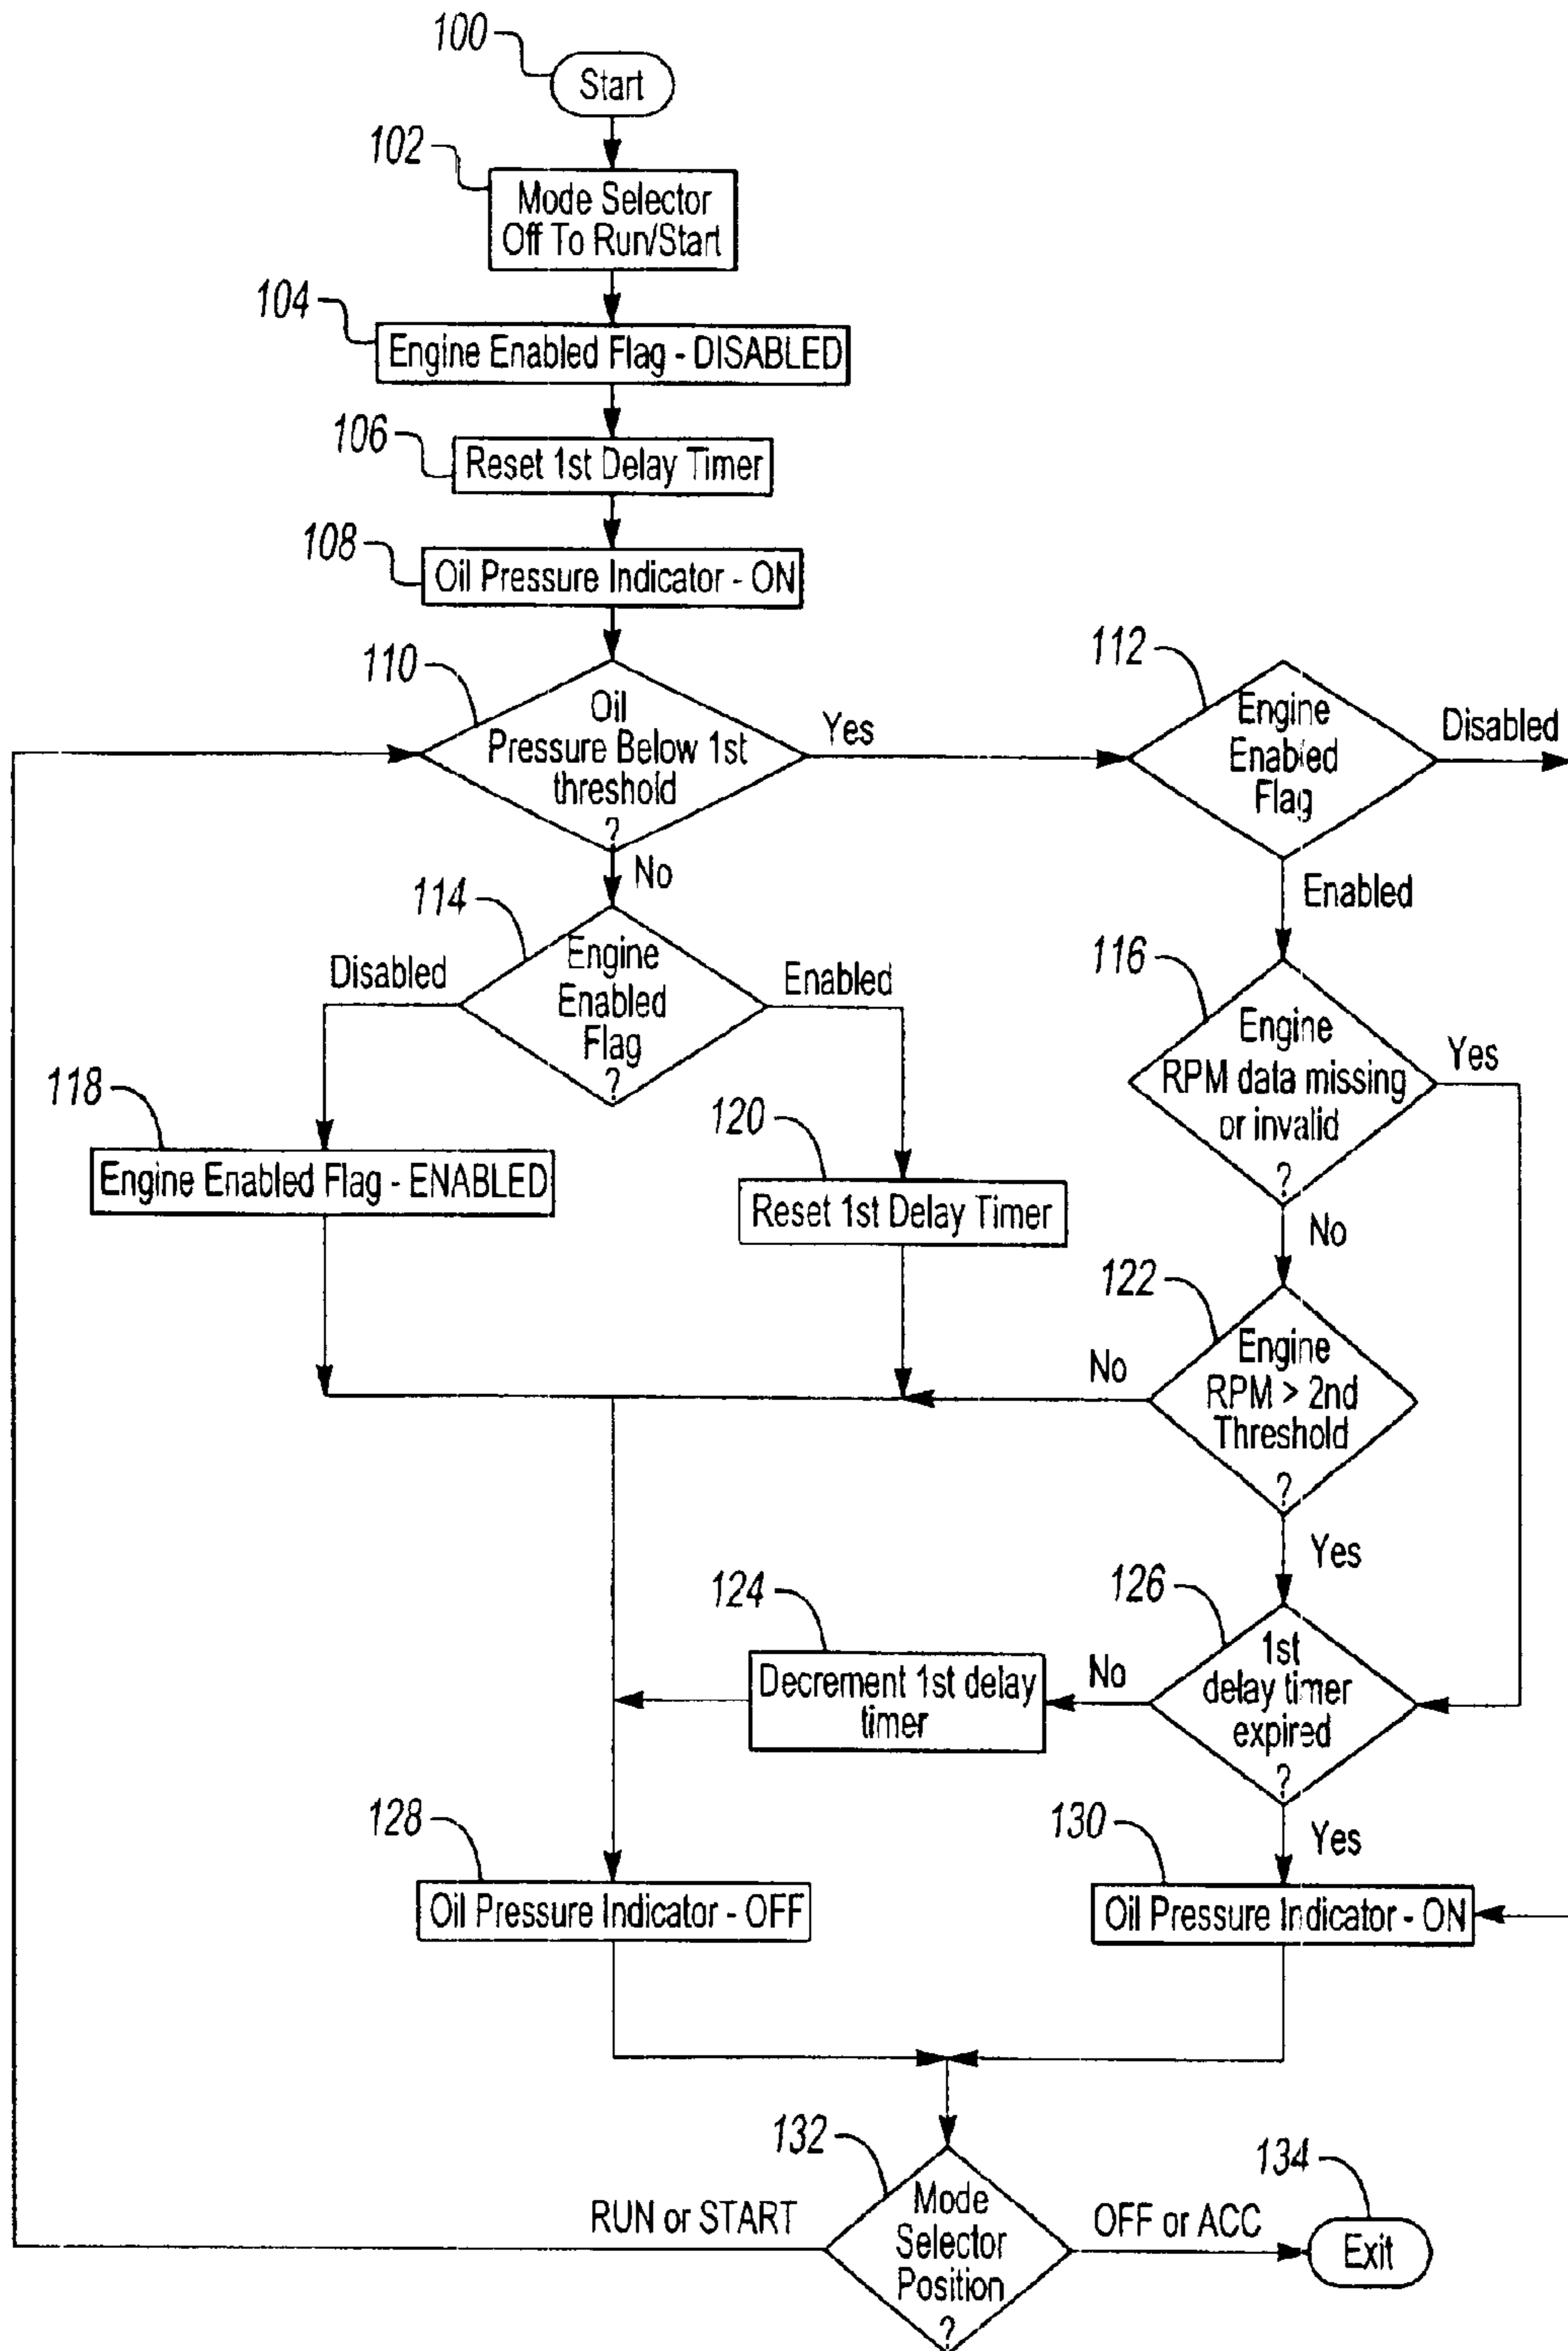 100
Start
102
Mode Selector
Off To Run/Start
104
Engine Enabled Flag - DISABLED
106
Reset 1st Delay Timer
108
Oil Pressure Indicator - ON
110
Oil
Pressure Below 1st
threshold
?
Yes
No
112
Engine
Enabled
Flag
Disabled
Enabled
114
Engine
Enabled
Flag
?
Disabled
Enabled
116
Engine
RPM data missing
or invalid
?
Yes
No
118
Engine Enabled Flag - ENABLED
120
Reset 1st Delay Timer
122
Engine
RPM > 2nd
Threshold
?
No
Yes
124
Decrement 1st delay
timer
126
1st
delay timer
expired
?
No
Yes
128
Oil Pressure Indicator - OFF
130
Oil Pressure Indicator - ON
132
Mode
Selector
Position
?
RUN or START
OFF or ACC
134
Exit